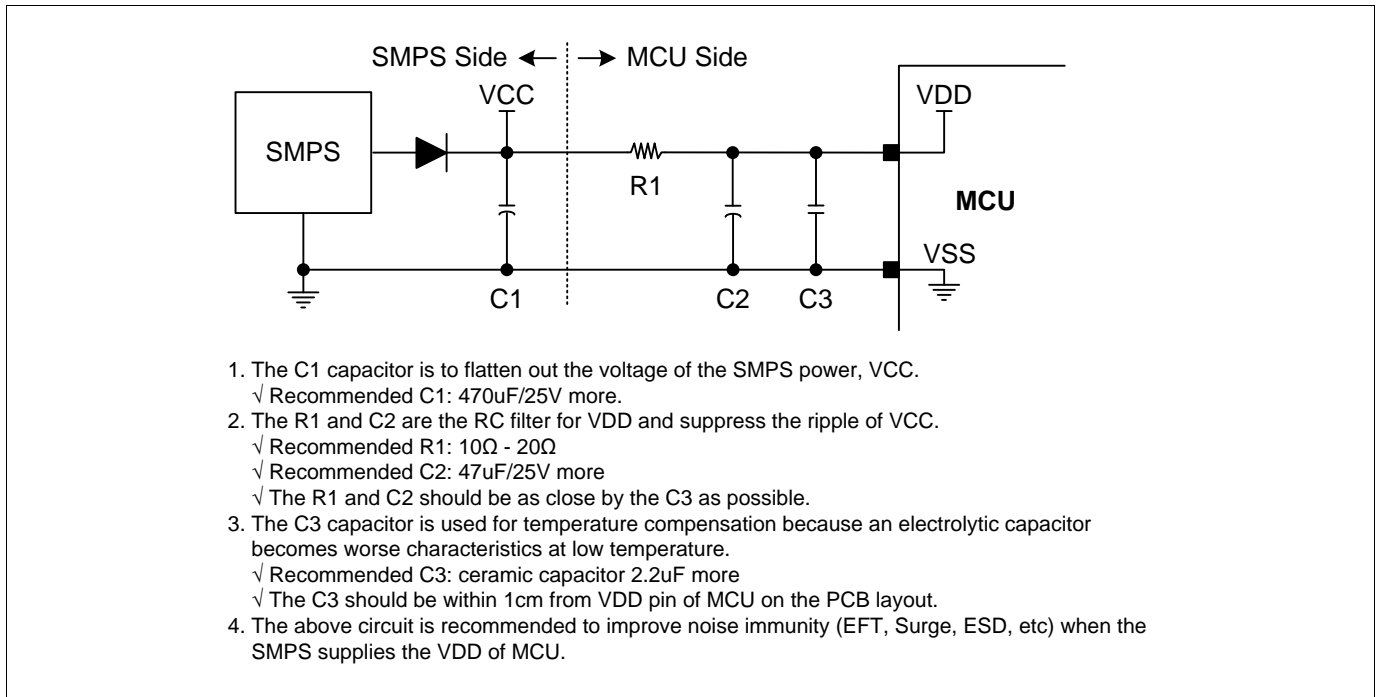 SMPS Side
MCU Side
VCC
VDD
SMPS
R1
MCU
VSS
C1
C2
C3
1. The C1 capacitor is to flatten out the voltage of the SMPS power, VCC.
√ Recommended C1: 470uF/25V more.
2. The R1 and C2 are the RC filter for VDD and suppress the ripple of VCC.
√ Recommended R1: 10Ω - 20Ω
√ Recommended C2: 47uF/25V more
√ The R1 and C2 should be as close by the C3 as possible.
3. The C3 capacitor is used for temperature compensation because an electrolytic capacitor
becomes worse characteristics at low temperature.
√ Recommended C3: ceramic capacitor 2.2uF more
√ The C3 should be within 1cm from VDD pin of MCU on the PCB layout.
4. The above circuit is recommended to improve noise immunity (EFT, Surge, ESD, etc) when the
SMPS supplies the VDD of MCU.